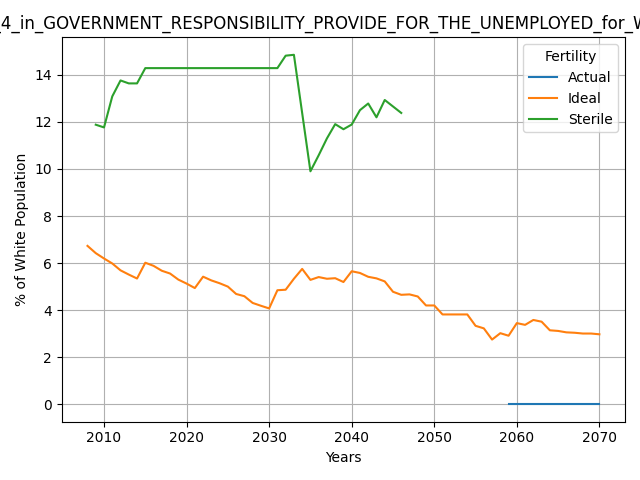 _4_in_GOVERNMENT_RESPONSIBILITY_PROVIDE_FOR_THE_UNEMPLOYED_for_W
Fertility
Actual
Ideal
Sterile
% of White Population
14
12
10
8
6
4
2
0
2010 2020 2030 2040 2050 2060 2070
Years